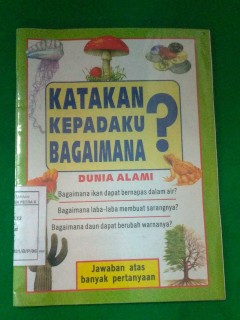 KATAKAN
KEPADAKU
BAGAIMANA
?
DUNIA ALAMI
Bagaimana ikan dapat bernapas dalam air?
Bagaimana laba-laba membuat sarangnya?
Bagaimana daun dapat berubah warnanya?
Jawaban atas
banyak pertanyaan